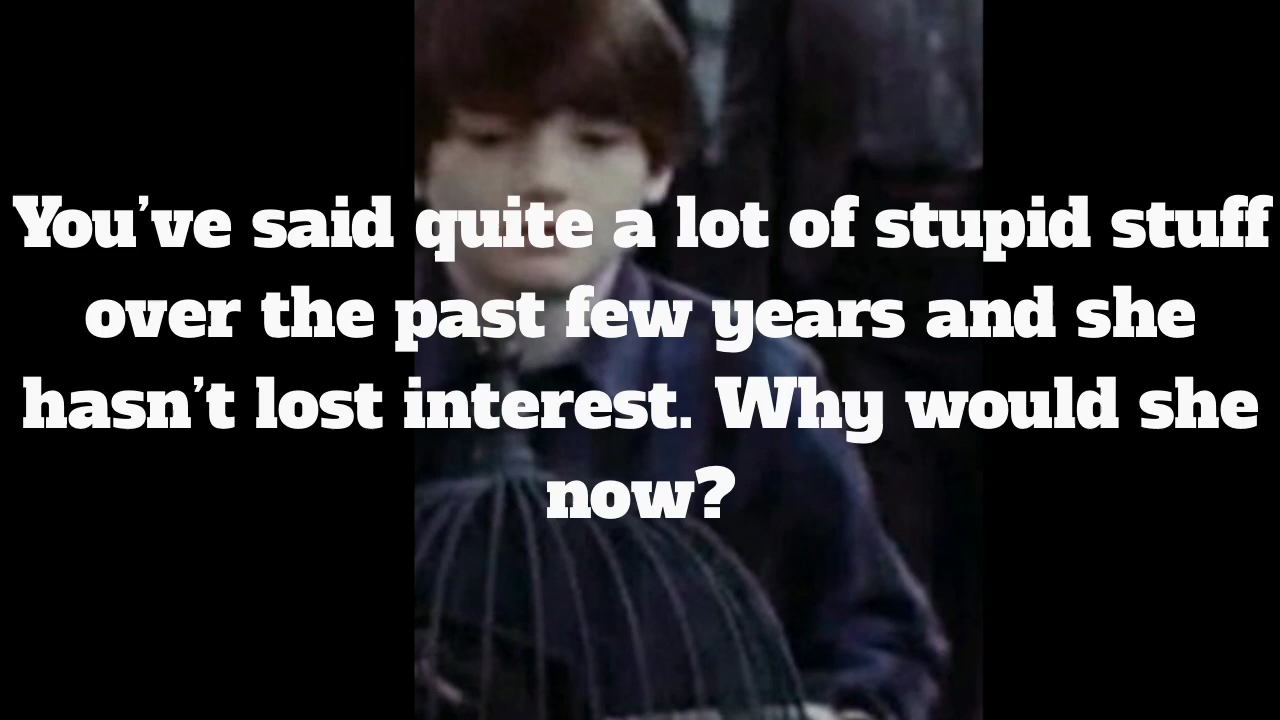 You've said quite a lot of stupid stuff
over the past few years and she
hasn't lost interest. Why would she
now?